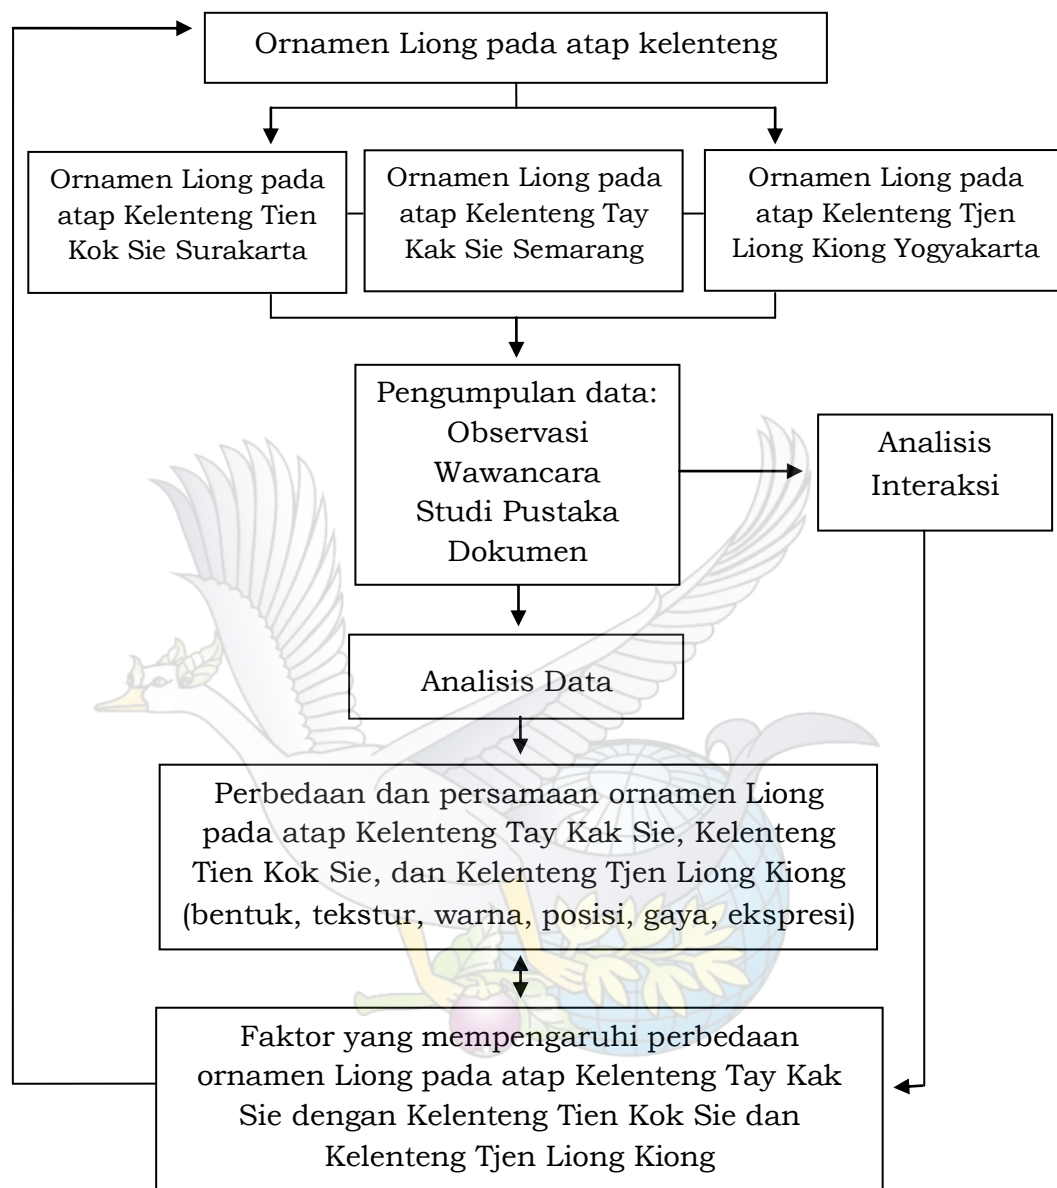 Ornamen Liong pada atap kelenteng
Ornamen Liong pada
atap Kelenteng Tien
Kok Sie Surakarta
Ornamen Liong pada
atap Kelenteng Tay
Kak Sie Semarang
Ornamen Liong pada
atap Kelenteng Tjen
Liong Kiong Yogyakarta
Pengumpulan data:
Observasi
Wawancara
Studi Pustaka
Dokumen
Analisis
Interaksi
Analisis Data
Perbedaan dan persamaan ornamen Liong
pada atap Kelenteng Tay Kak Sie, Kelenteng
Tien Kok Sie, dan Kelenteng Tjen Liong Kiong
(bentuk, tekstur, warna, posisi, gaya, ekspresi)
Faktor yang mempengaruhi perbedaan
ornamen Liong pada atap Kelenteng Tay Kak
Sie dengan Kelenteng Tien Kok Sie dan
Kelenteng Tjen Liong Kiong